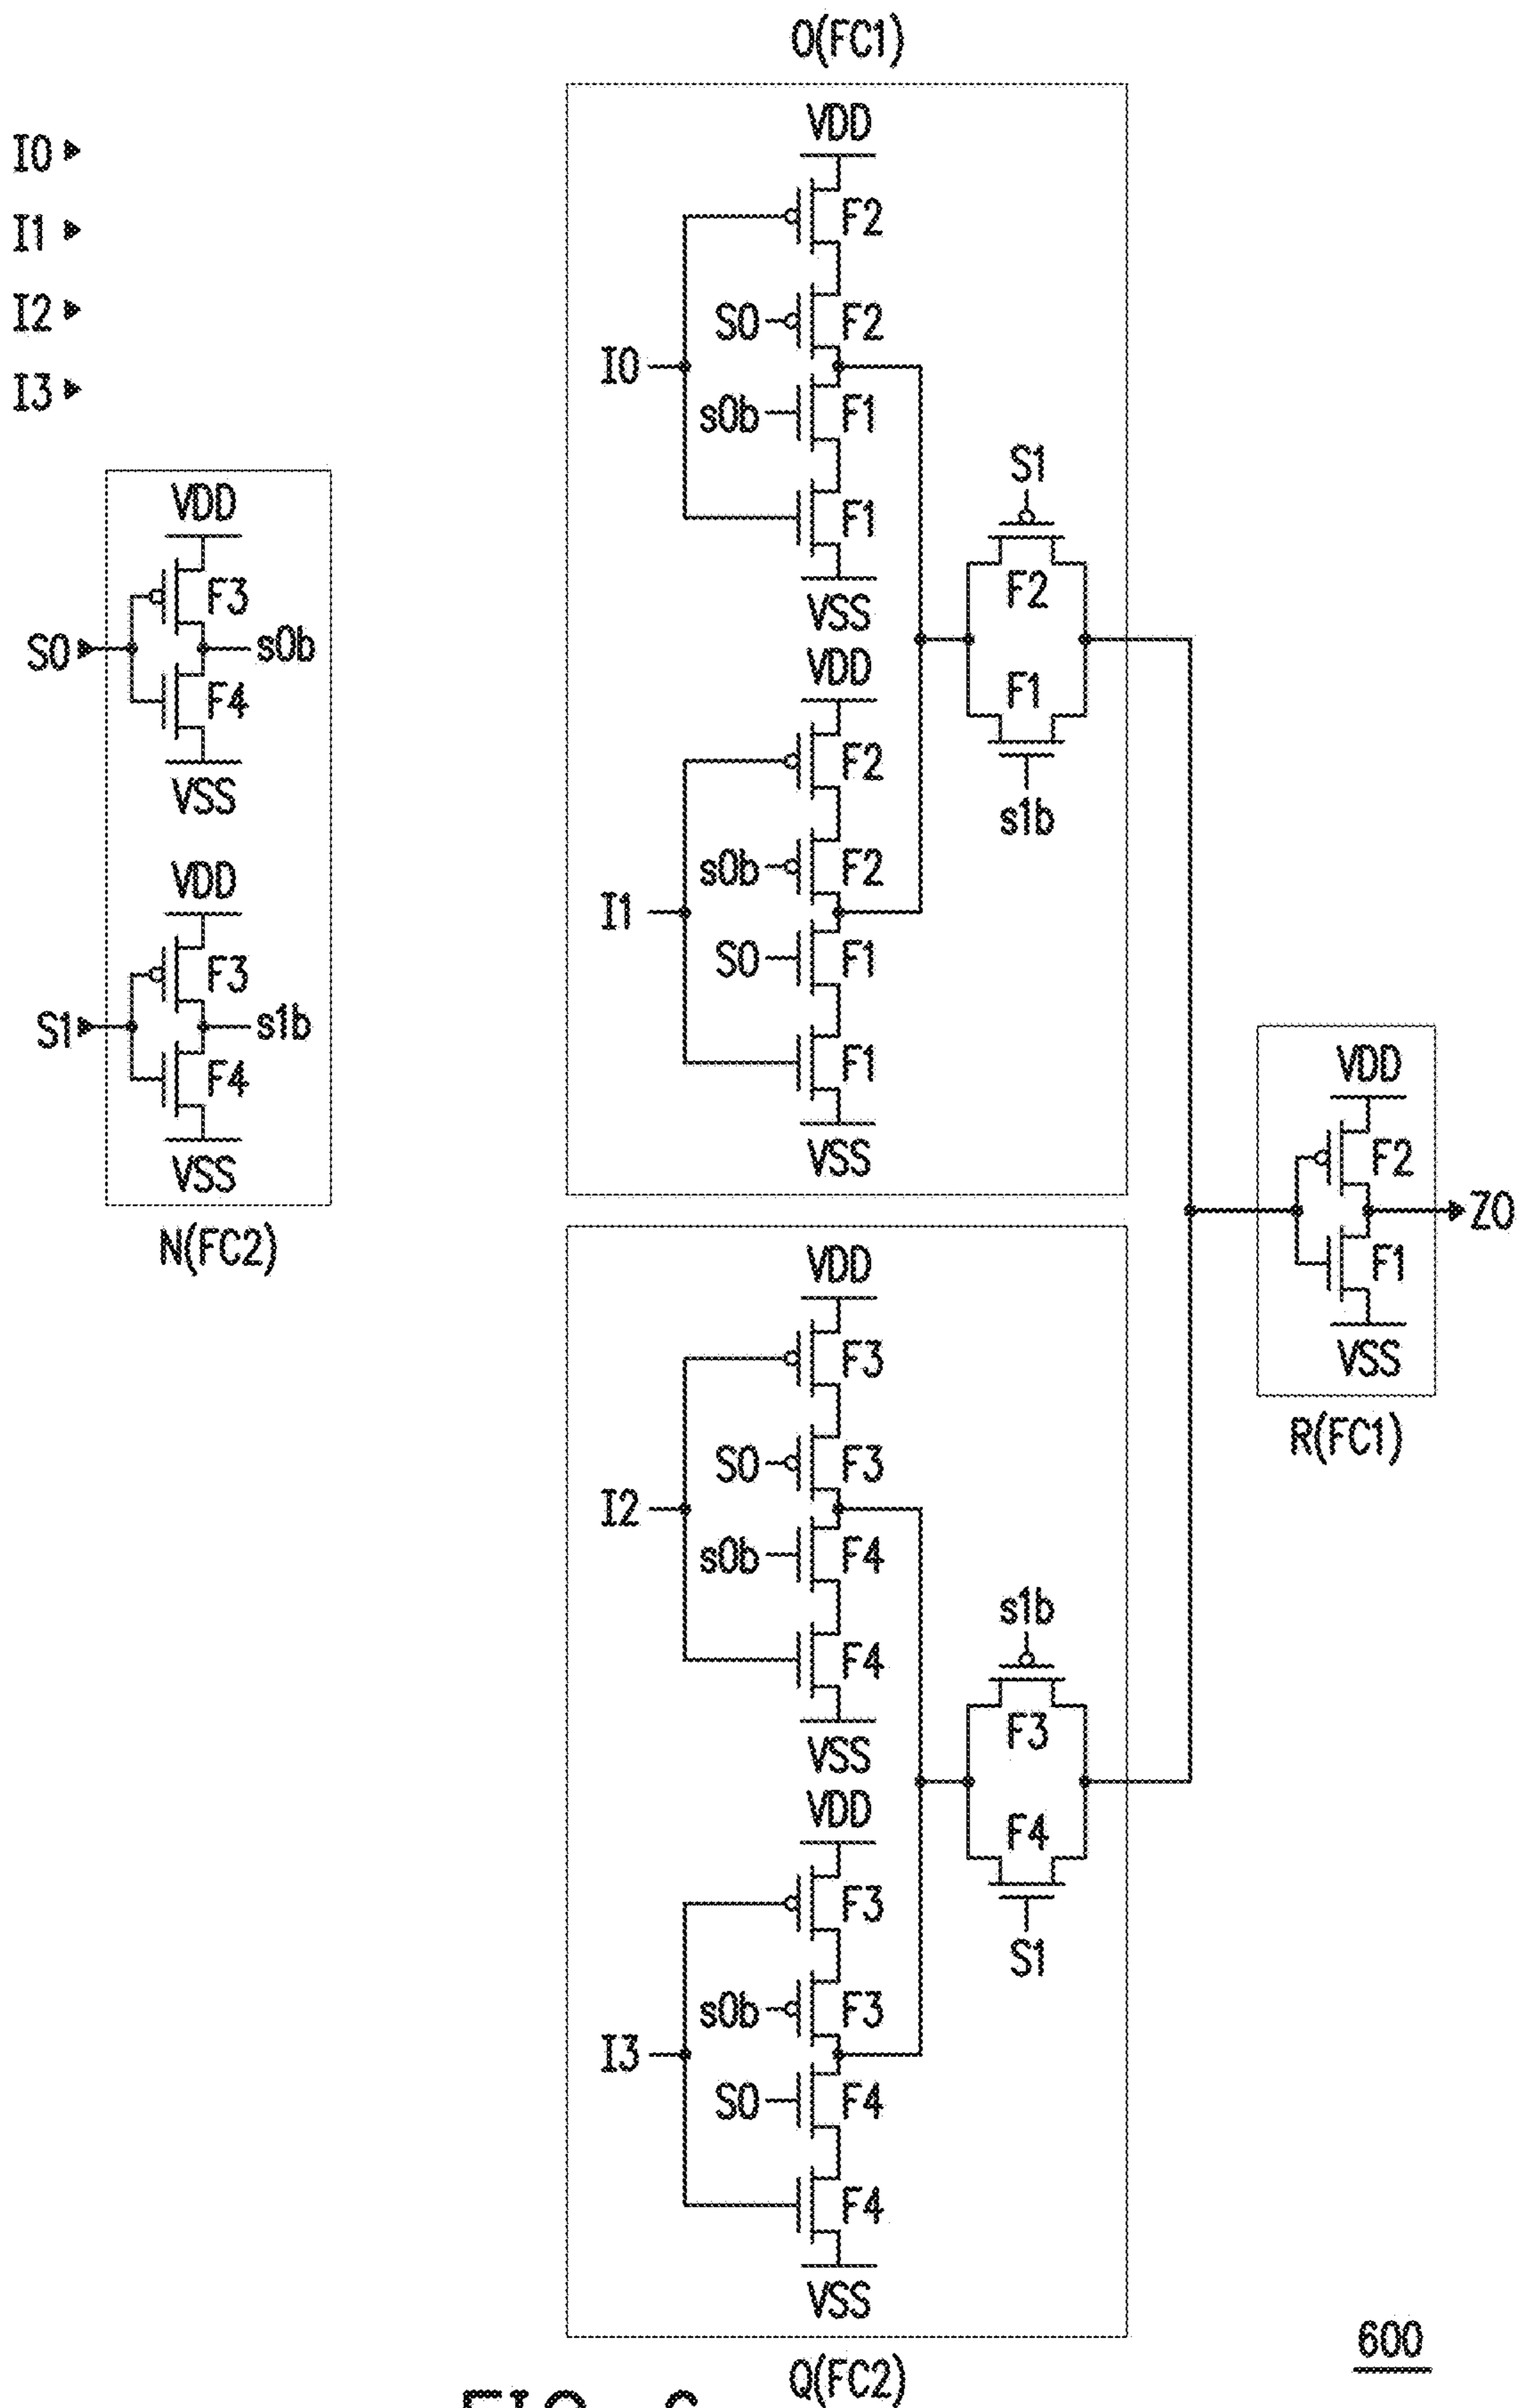 O(FC1)
I0
I1
I2
I3
VDD
F2
S0
F2
I0
s0b
F1
F1
VSS
VDD
F2
s0b
F2
I1
S0
F1
F1
VSS
S1
F2
F1
s1b
VDD
F3
S0
s0b
F4
VSS
VDD
F3
S1
s1b
F4
VSS
N(FC2)
VDD
F2
Z0
F1
VSS
R(FC1)
VDD
F3
S0
F3
I2
s0b
F4
F4
VSS
VDD
F3
s0b
F3
I3
S0
F4
F4
VSS
s1b
F3
F4
S1
Q(FC2)
600